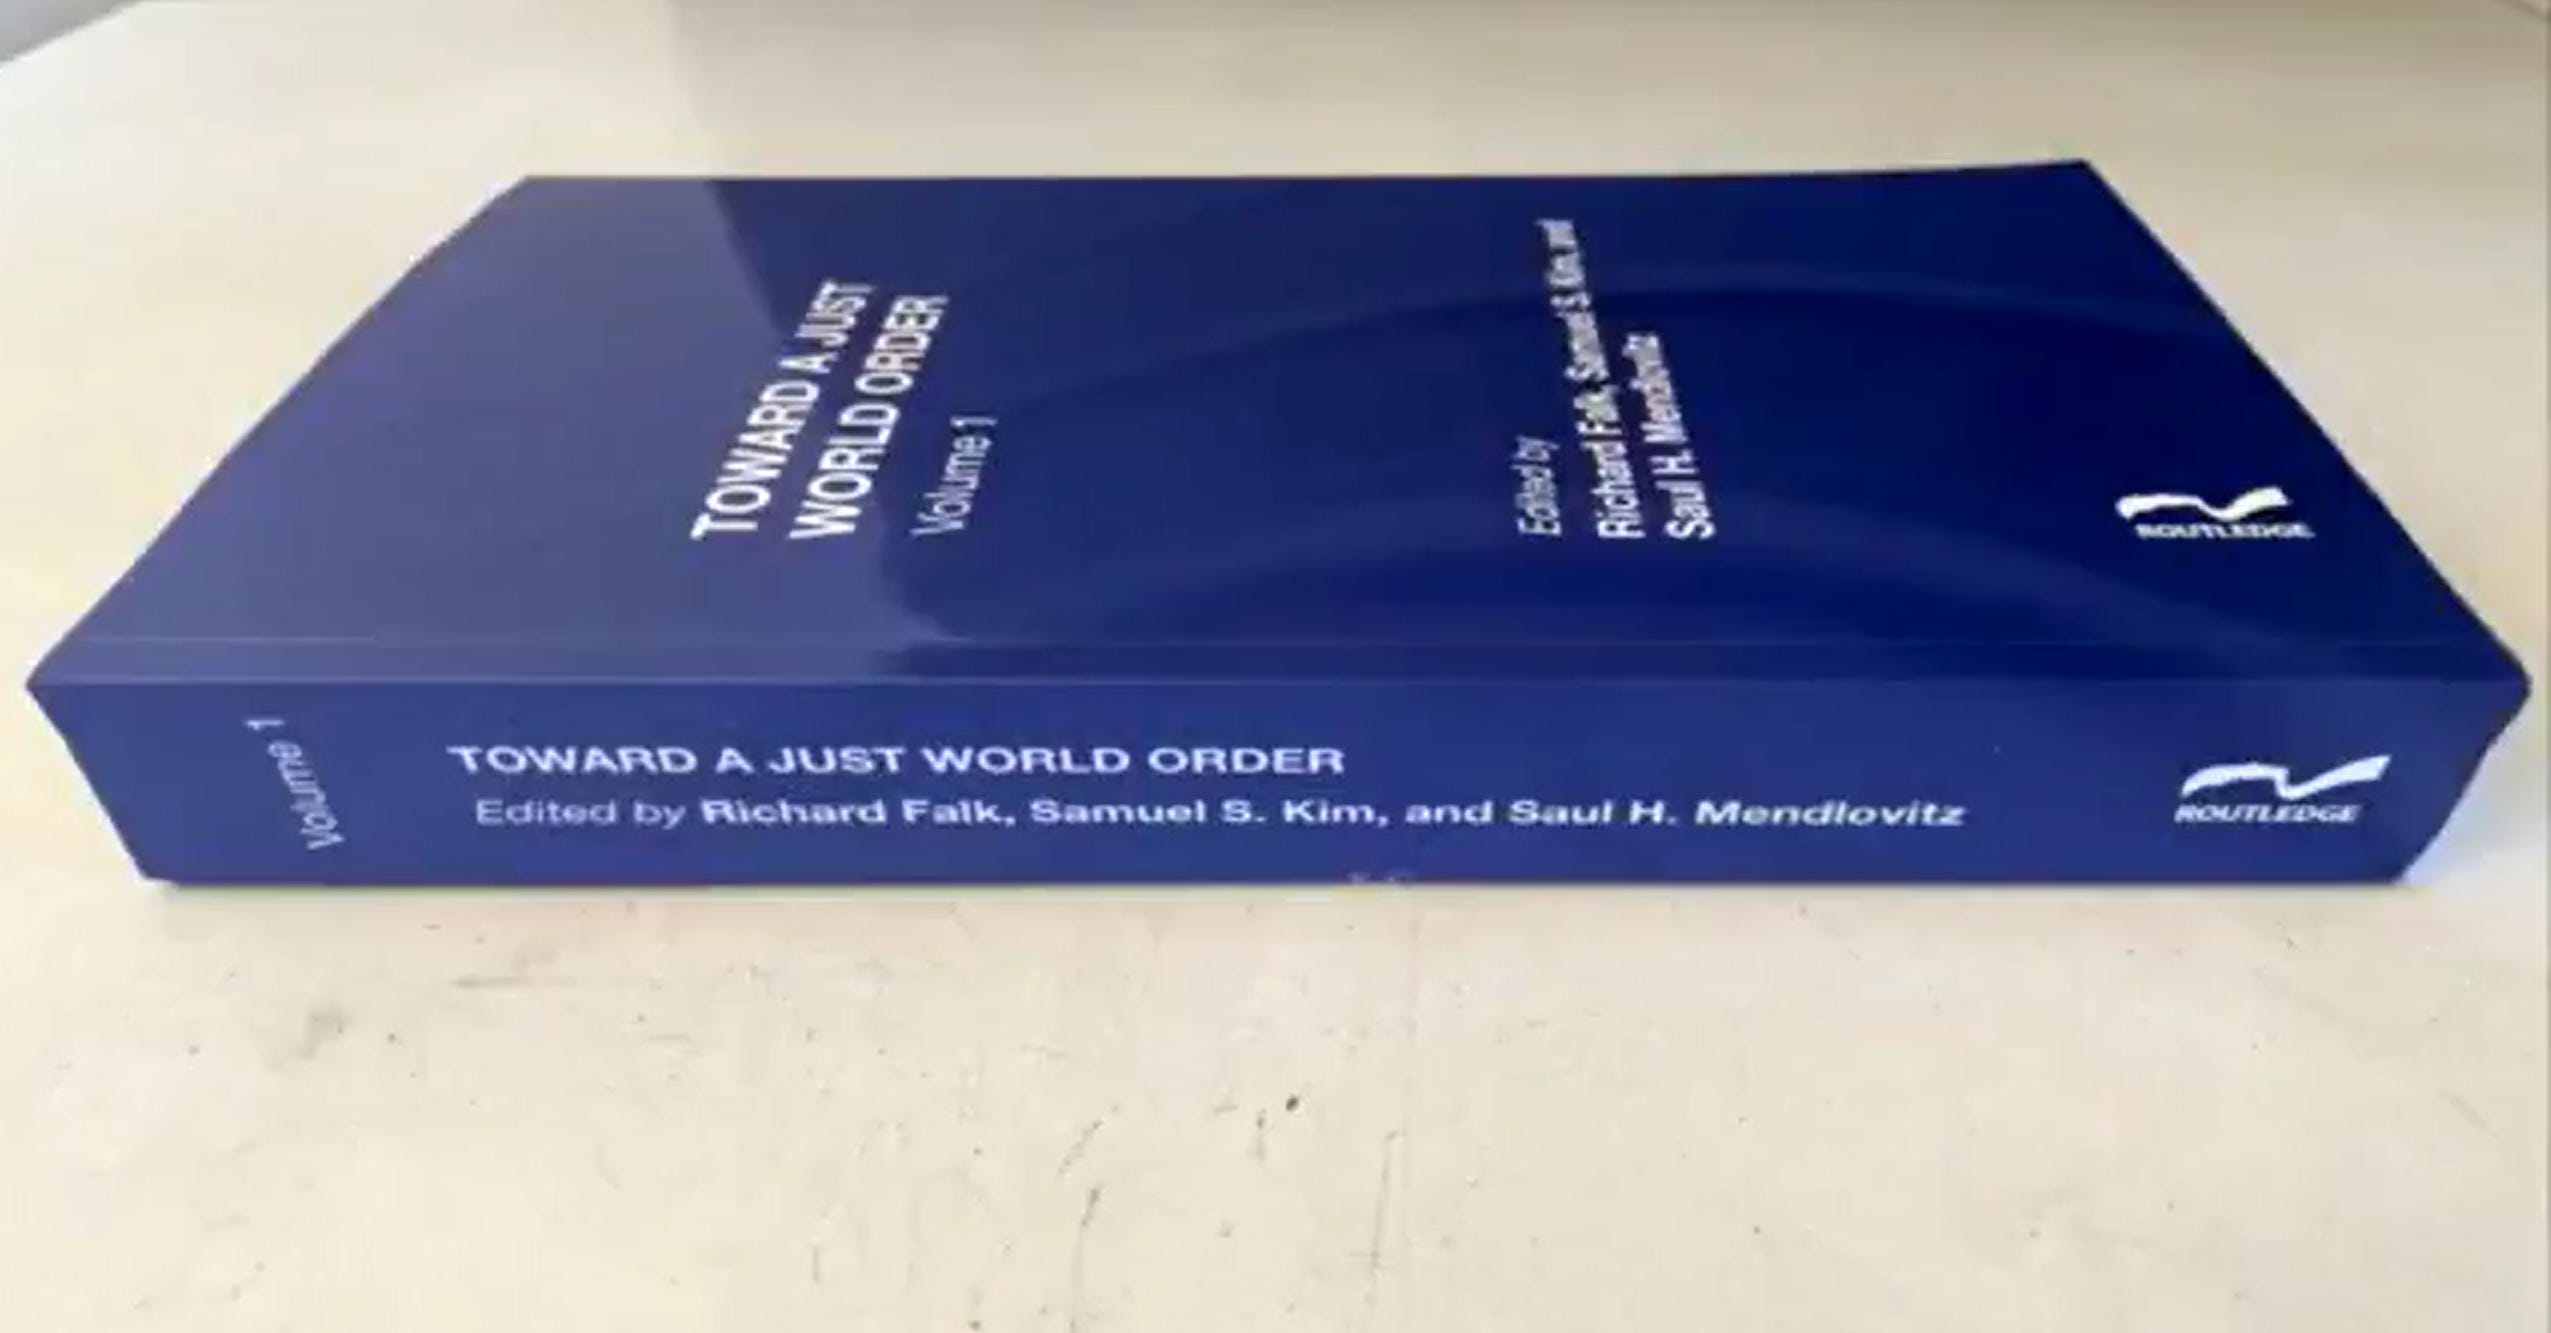 TOWARD A JUST
WORLD ORDER
Volume 1
Edited by
Richard Falk, Samuel S. Kim, and
Saul H. Mendlovitz
ROUTLEDGE
Volume 1
TOWARD A JUST WORLD ORDER
Edited by Richard Falk, Samuel S. Kim, and Saul H. Mendlovitz
ROUTLEDGE